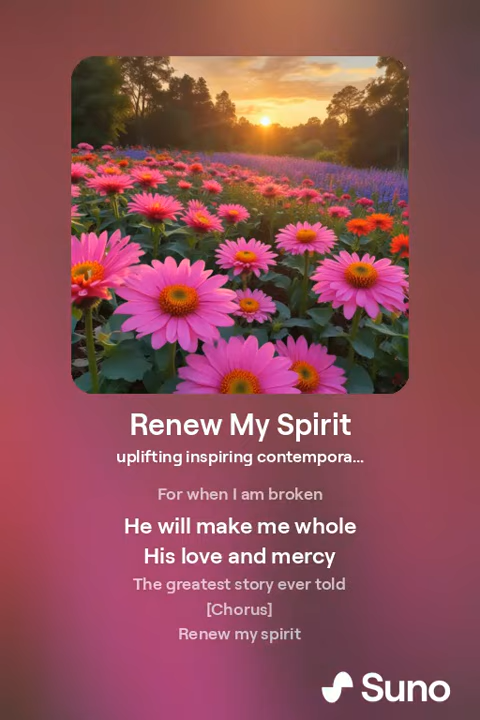 Renew My Spirit
uplifting inspiring contempora...
For when I am broken
He will make me whole
His love and mercy
The greatest story ever told
[Chorus]
Renew my spirit
Suno